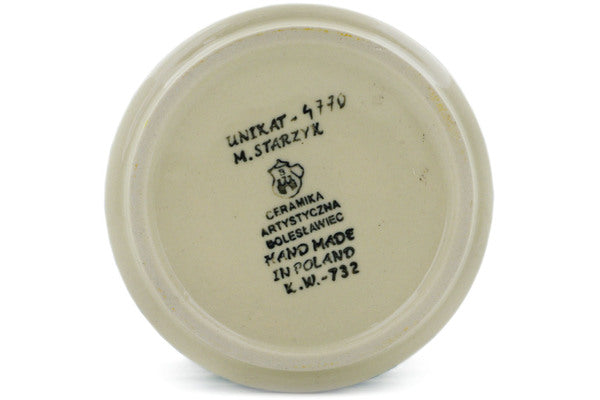 UNIKAT - 4770
M. STARZYK
CERAMIKA
ARTYSTYCZNA
BOLESŁAWIEC
HAND MADE
IN POLAND
K.W.-732